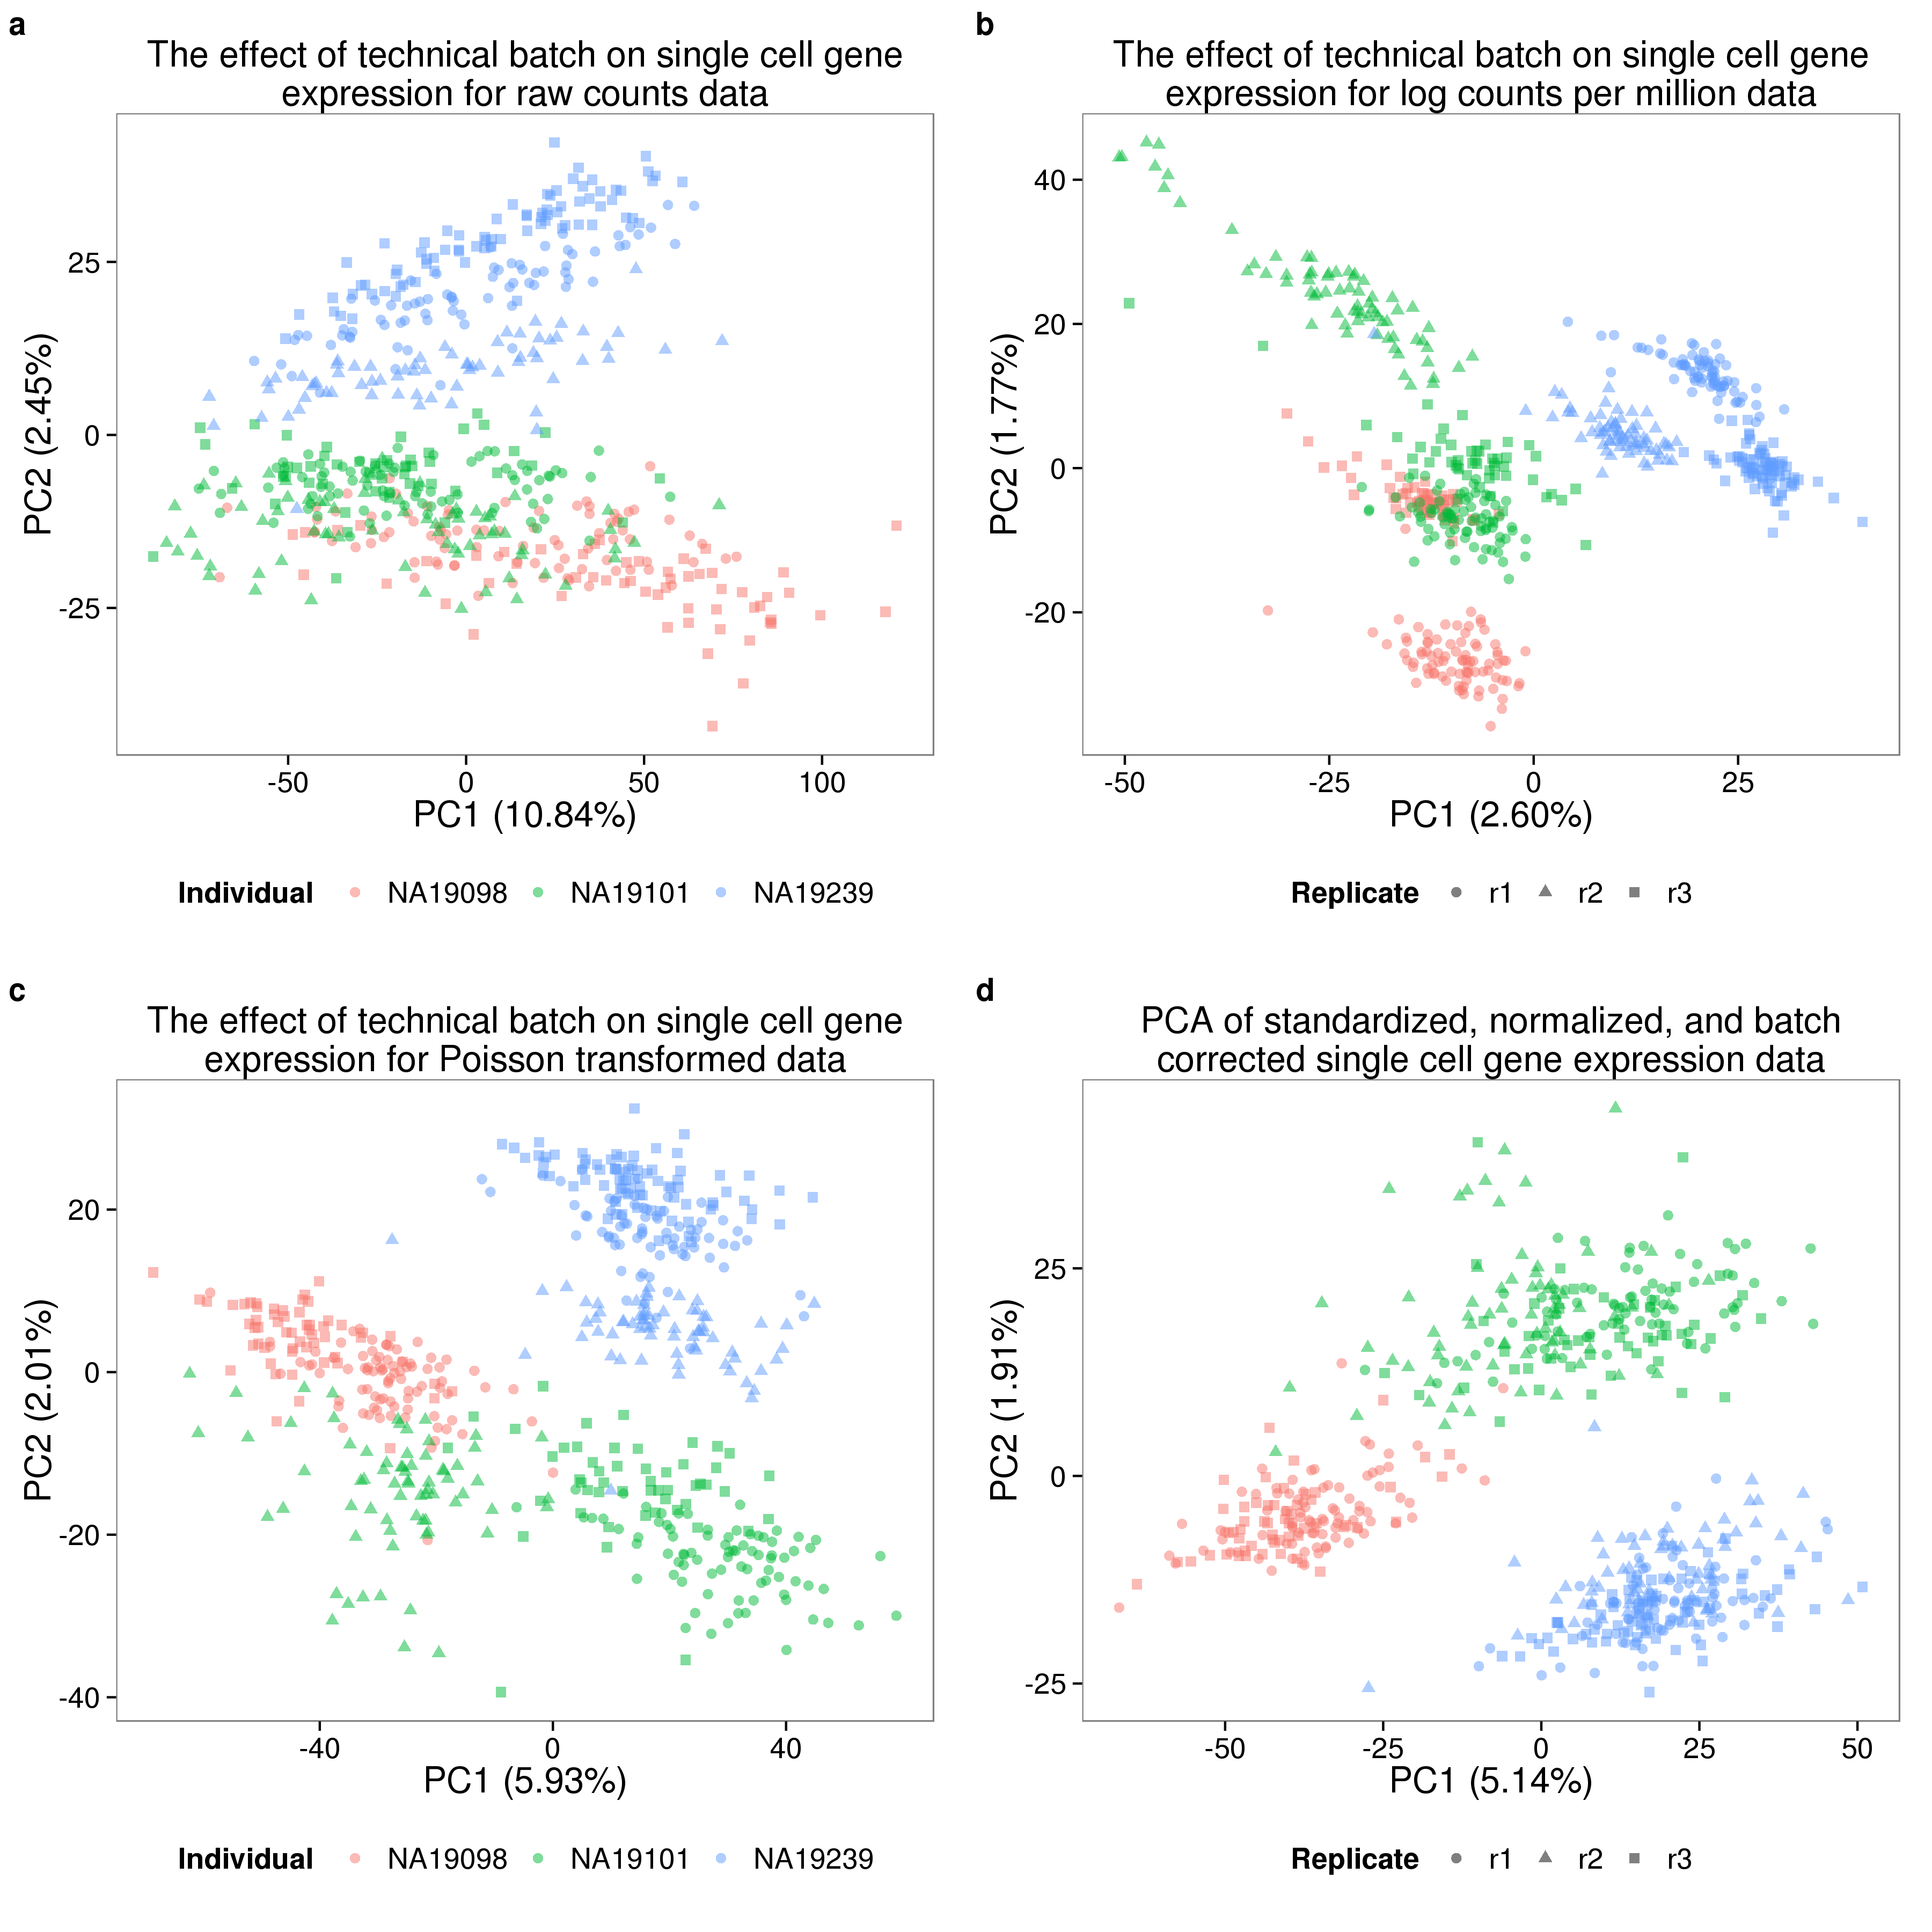 a
The effect of technical batch on single cell gene
expression for raw counts data
25
0
-25
PC2 (2.45%)
-50 0 50 100
PC1 (10.84%)
Individual NA19098 NA19101 NA19239
b
The effect of technical batch on single cell gene
expression for log counts per million data
40
20
0
-20
PC2 (1.77%)
-50 -25 0 25
PC1 (2.60%)
Replicate r1 r2 r3
c
The effect of technical batch on single cell gene
expression for Poisson transformed data
20
0
-20
-40
PC2 (2.01%)
-40 0 40
PC1 (5.93%)
Individual NA19098 NA19101 NA19239
d
PCA of standardized, normalized, and batch
corrected single cell gene expression data
25
0
-25
PC2 (1.91%)
-50 -25 0 25 50
PC1 (5.14%)
Replicate r1 r2 r3